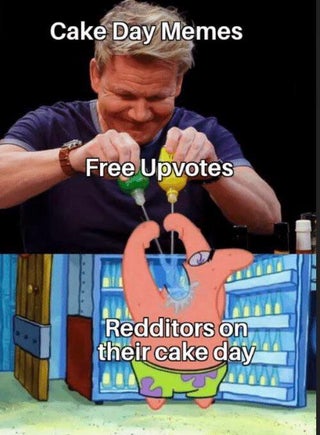 Cake Day Memes
Free Upvotes
Redditors on
their cake day